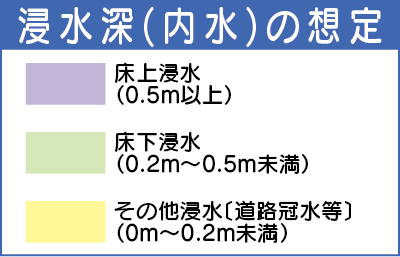 浸水深(内水)の想定
床上浸水
(0.5m以上)
床下浸水
(0.2m～0.5m未満)
その他浸水〔道路冠水等〕
(0m～0.2m未満)